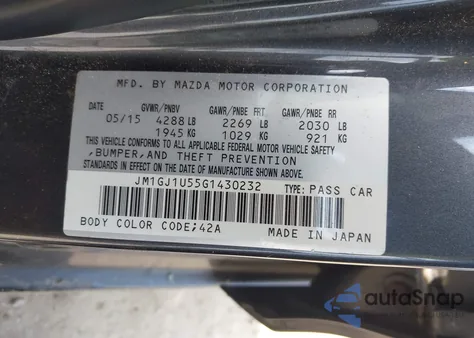 MFD. BY MAZDA MOTOR CORPORATION
DATE GVWR/PNBV GAWR/PNBE FRT. GAWR/PNBE RR
05/15 4288 LB 2269 LB 2030 LB
1945 KG 1029 KG 921 KG
THIS VEHICLE CONFORMS TO ALL APPLICABLE FEDERAL MOTOR VEHICLE SAFETY
,BUMPER,AND THEFT PREVENTION
STANDARDS IN EFFECT ON THE DATE OF MANUFACTURE SHOWN ABOVE.
JM1GJ1U55G1430232 TYPE: PASS CAR
BODY COLOR CODE;42A
MADE IN JAPAN
autoSnap